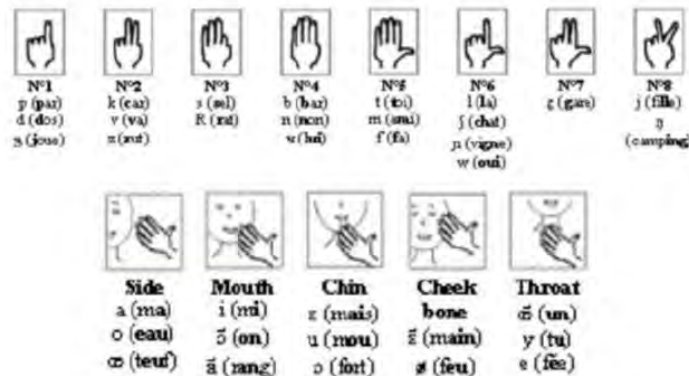 N°1 N°2 N°3 N°4 N°5 N°6 N°7 N°8
p (par) k (car) s (sel) b (bar) t (toi) l (la) g (gare) j (fille)
d (dos) v (va) R (rat) n (non) m (ami) ʃ (chat) ŋ
ʒ (joue) z (zut) ɥ (lui) f (fa) ɲ (vigne) (camping)
w (oui)
Side Mouth Chin Cheek Throat
a (ma) i (mi) ɛ (mais) bone œ̃ (un)
o (eau) ɔ̃ (on) u (mou) ɛ̃ (main) y (tu)
œ (teuf) ɑ̃ (rang) ɔ (fort) ø (feu) e (fée)